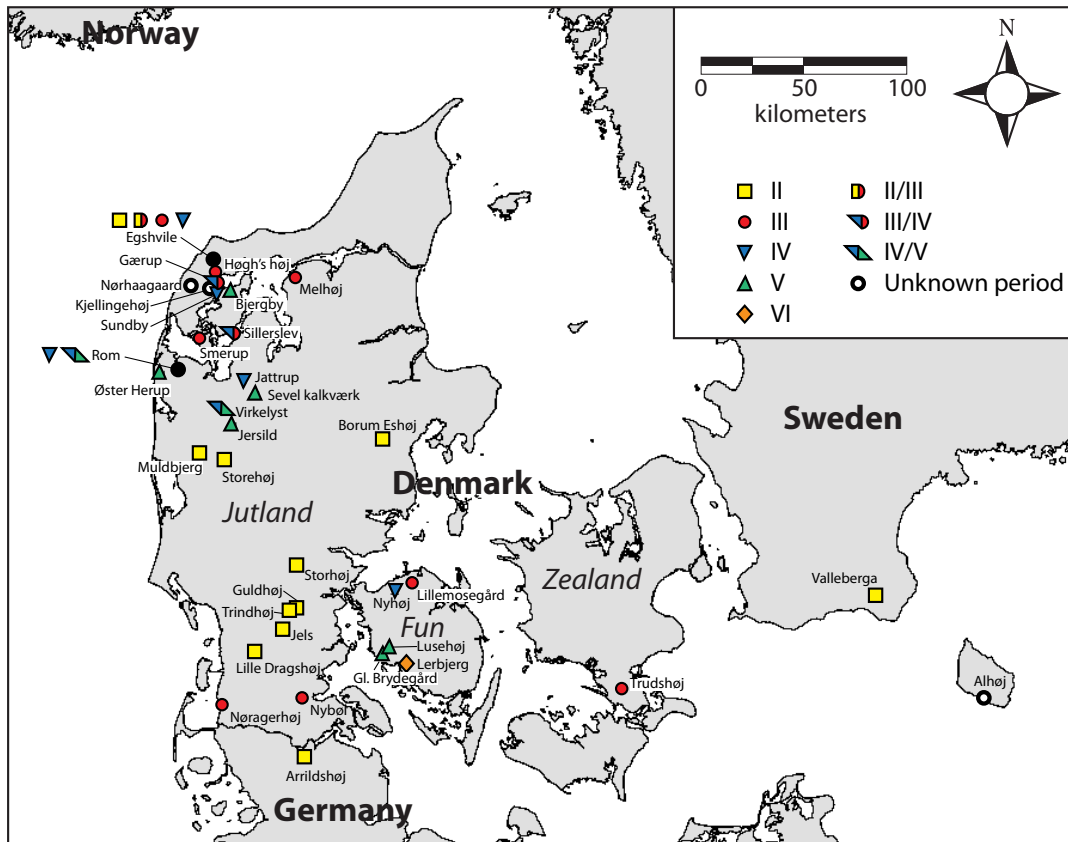 Norway
N
0
50
100
kilometers
II
II/III
III
III/IV
IV
IV/V
V
Unknown period
VI
Egshvile
Gærup
Høgh's høj
Nørhaagaard
Melhøj
Kjellingehøj
Bjergby
Sundby
Sillerslev
Smerup
Rom
Jattrup
Øster Herup
Sevel kalkværk
Virkelyst
Jersild
Borum Eshøj
Sweden
Muldbjerg
Storehøj
Denmark
Jutland
Storhøj
Zealand
Valleberga
Guldhøj
Nyhøj
Lillemosegård
Trindhøj
Fun
Jels
Lusehøj
Lille Dragshøj
Lerbjerg
Gl. Brydegård
Trudshøj
Alhøj
Nøragerhøj
Nybøl
Arrildshøj
Germany